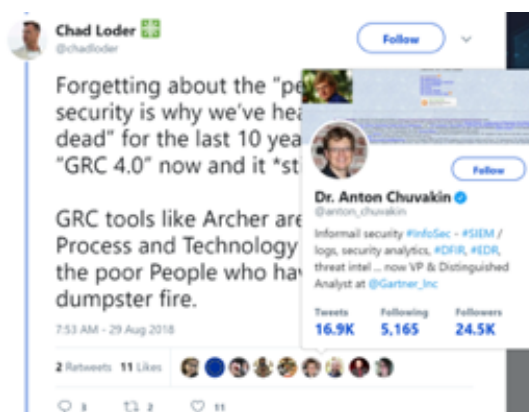 Chad Loder
@chadloder
Follow
Forgetting about the "pe
security is why we've hea
dead" for the last 10 yea
"GRC 4.0" now and it *sti
GRC tools like Archer are
Process and Technology
the poor People who hav
dumpster fire.
7:53 AM - 29 Aug 2018
2 Retweets 11 Likes
3 2 11
Follow
Dr. Anton Chuvakin
@anton_chuvakin
Informail security #InfoSec - #SIEM /
logs, security analytics, #DFIR, #EDR,
threat intel ... now VP & Distinguished
Analyst at @Gartner_Inc
Tweets Following Followers
16.9K 5,165 24.5K